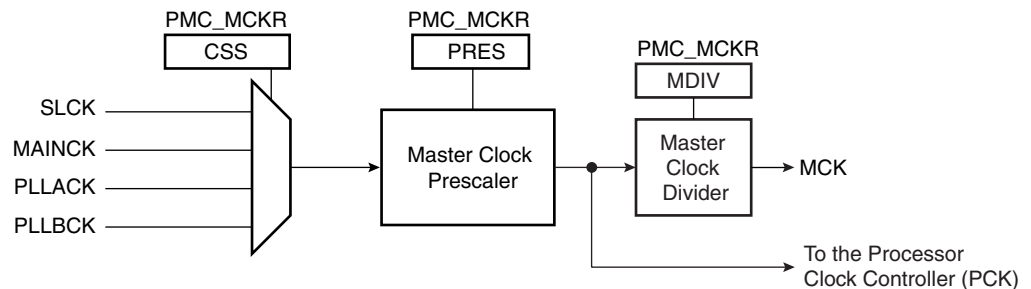 PMC_MCKR
CSS
PMC_MCKR
PRES
PMC_MCKR
MDIV
SLCK
MAINCK
PLLACK
PLLBCK
Master Clock
Prescaler
Master
Clock
Divider
MCK
To the Processor
Clock Controller (PCK)